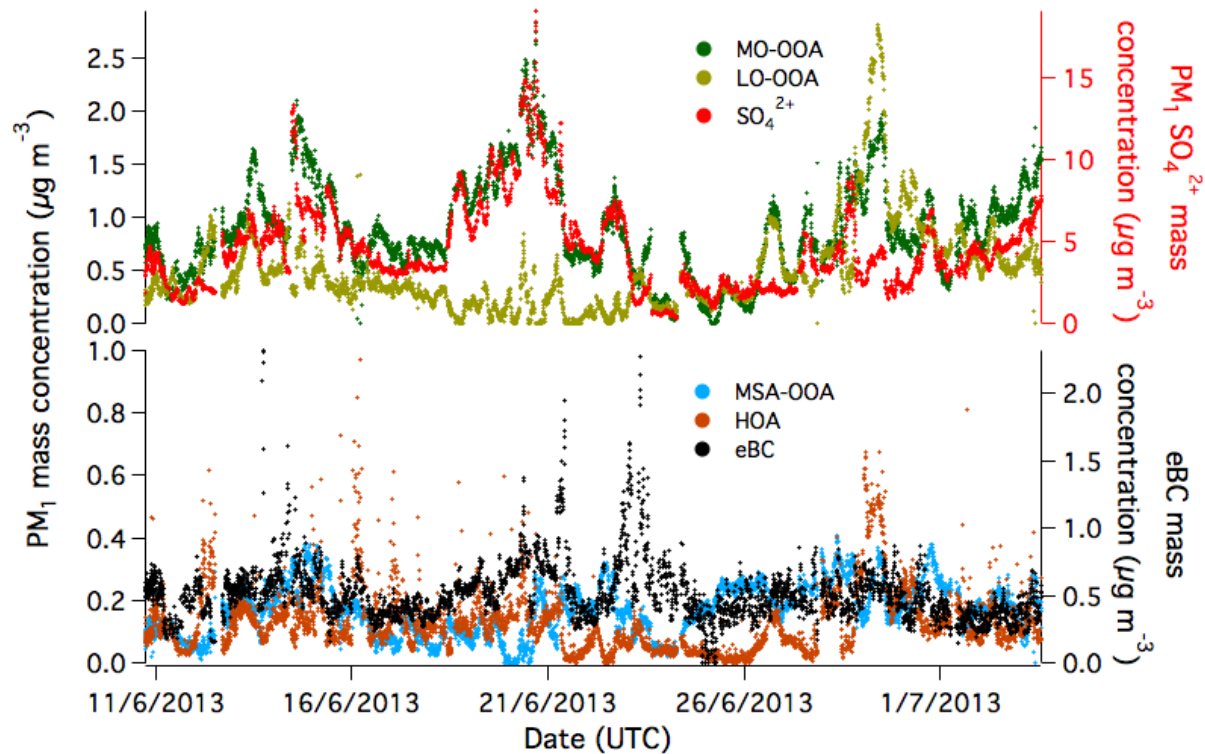 PM₁ mass concentration (µg m⁻³)
2.5
2.0
1.5
1.0
0.5
0.0
MO-OOA
LO-OOA
SO₄²⁺
15
10
5
0
PM₁ SO₄²⁺ mass
concentration (µg m⁻³)
1.0
0.8
0.6
0.4
0.2
0.0
MSA-OOA
HOA
eBC
2.0
1.5
1.0
0.5
0.0
eBC mass
concentration (µg m⁻³)
11/6/2013 16/6/2013 21/6/2013 26/6/2013 1/7/2013
Date (UTC)